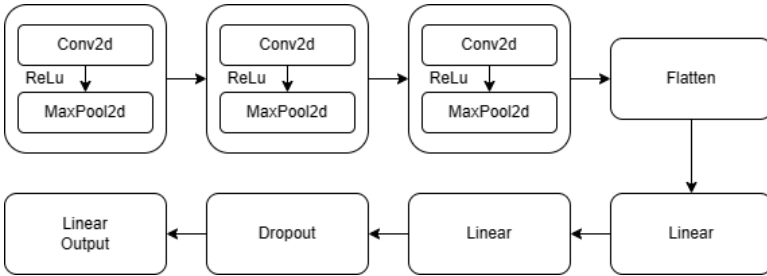 Conv2d
ReLu
MaxPool2d
Conv2d
ReLu
MaxPool2d
Conv2d
ReLu
MaxPool2d
Flatten
Linear
Linear
Dropout
Linear
Output